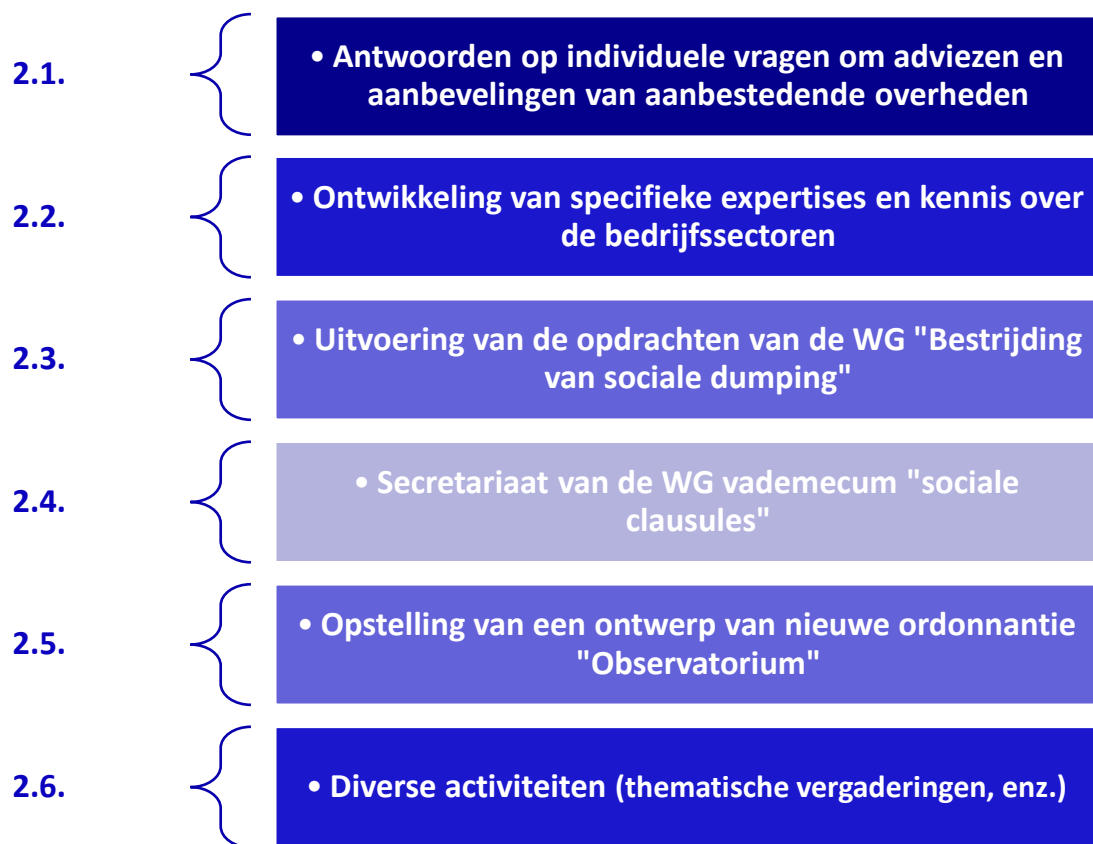 2.1.
• Antwoorden op individuele vragen om adviezen en
aanbevelingen van aanbestedende overheden
2.2.
• Ontwikkeling van specifieke expertises en kennis over
de bedrijfssectoren
2.3.
• Uitvoering van de opdrachten van de WG "Bestrijding
van sociale dumping"
2.4.
• Secretariaat van de WG vademecum "sociale
clausules"
2.5.
• Opstelling van een ontwerp van nieuwe ordonnantie
"Observatorium"
2.6.
• Diverse activiteiten (thematische vergaderingen, enz.)